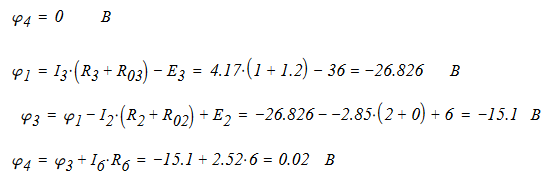 φ4 = 0 В
φ1 = I3·(R3 + R03) − E3 = 4.17·(1 + 1.2) − 36 = −26.826 В
φ3 = φ1 − I2·(R2 + R02) + E2 = −26.826 − −2.85·(2 + 0) + 6 = −15.1 В
φ4 = φ3 + I6·R6 = −15.1 + 2.52·6 = 0.02 В